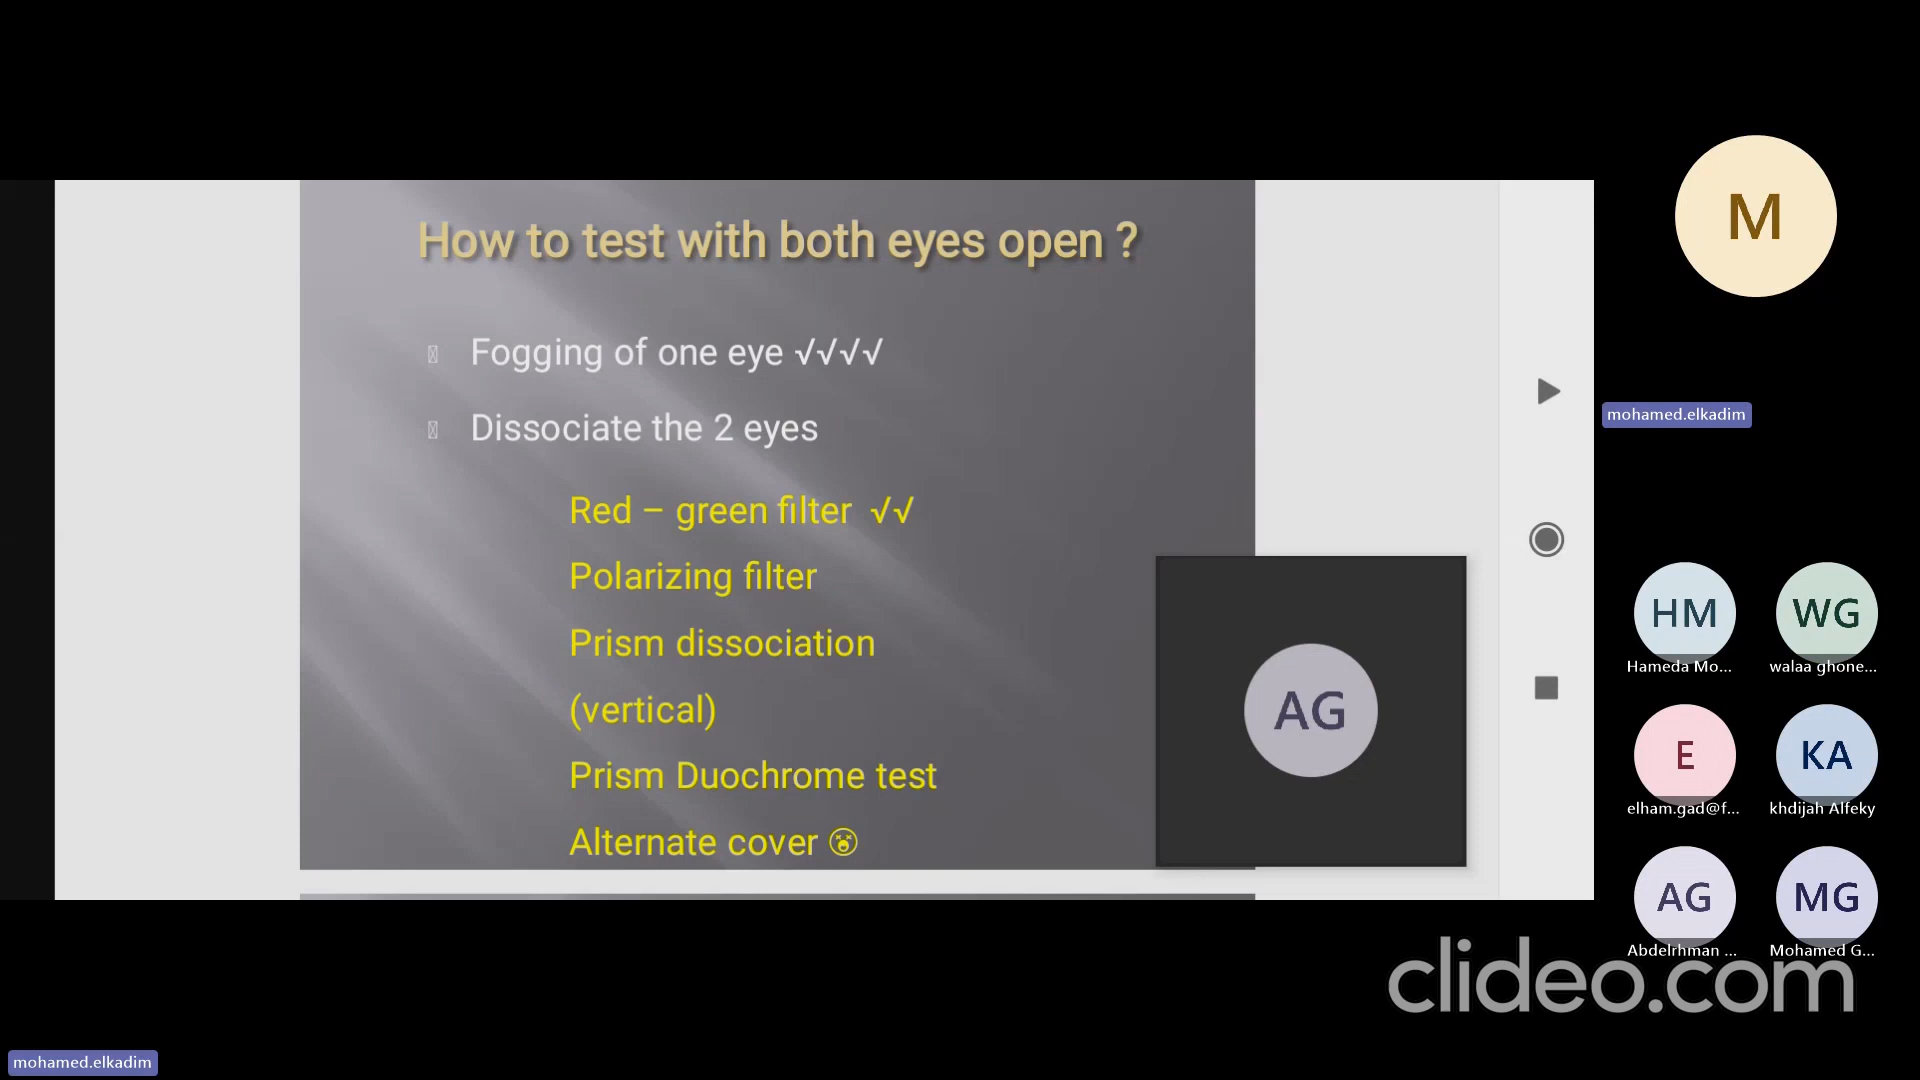 How to test with both eyes open ?
Fogging of one eye √√√√
Dissociate the 2 eyes
Red – green filter √√
Polarizing filter
Prism dissociation
(vertical)
Prism Duochrome test
Alternate cover 😵
AG
M
mohamed.elkadim
HM
WG
Hameda Mo...
walaa ghone...
E
KA
elham.gad@f...
khdijah Alfeky
AG
MG
Abdelrhman ...
Mohamed G...
clideo.com
mohamed.elkadim